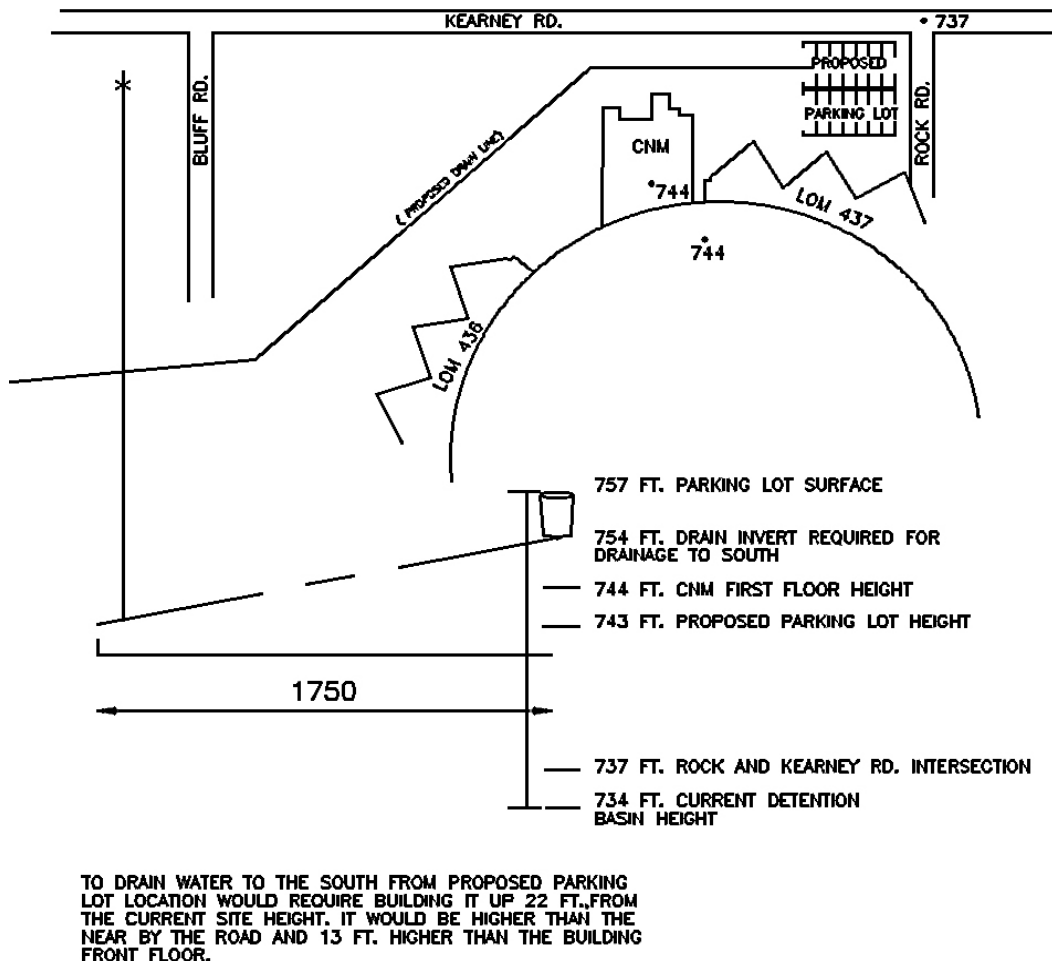 KEARNEY RD.
• 737
BLUFF RD.
PROPOSED
PARKING LOT
ROCK RD.
( PROPOSED DRAIN LINE)
CNM
•744
LOM 437
744
LOM 436
757 FT. PARKING LOT SURFACE
754 FT. DRAIN INVERT REQUIRED FOR
DRAINAGE TO SOUTH
744 FT. CNM FIRST FLOOR HEIGHT
743 FT. PROPOSED PARKING LOT HEIGHT
1750
737 FT. ROCK AND KEARNEY RD. INTERSECTION
734 FT. CURRENT DETENTION
BASIN HEIGHT
TO DRAIN WATER TO THE SOUTH FROM PROPOSED PARKING
LOT LOCATION WOULD REQUIRE BUILDING IT UP 22 FT.,FROM
THE CURRENT SITE HEIGHT. IT WOULD BE HIGHER THAN THE
NEAR BY THE ROAD AND 13 FT. HIGHER THAN THE BUILDING
FRONT FLOOR.